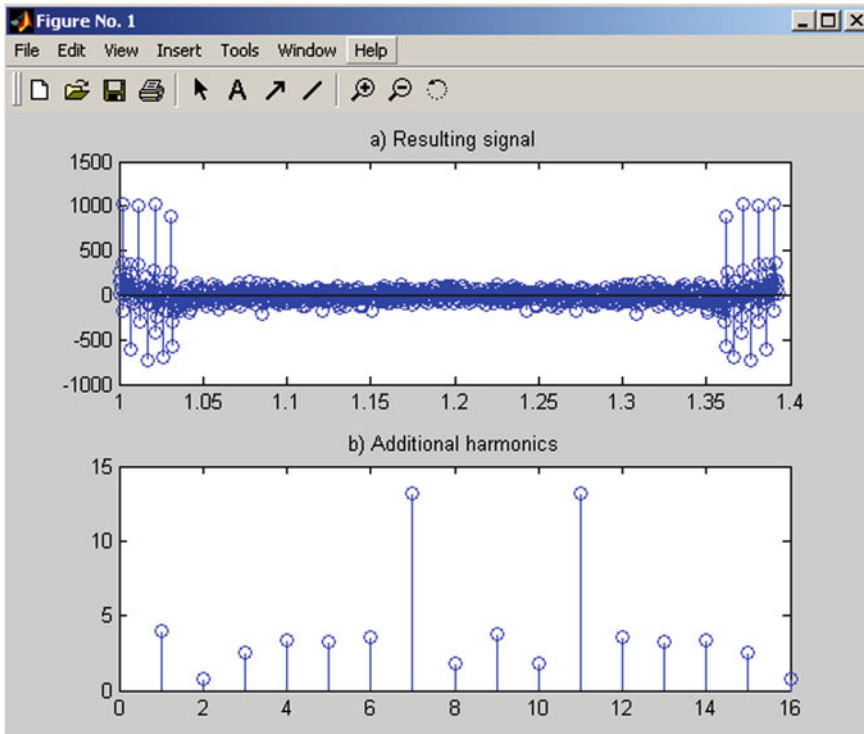 Figure No. 1
File Edit View Insert Tools Window Help
A
a) Resulting signal
1500
1000
500
0
-500
-1000
1 1.05 1.1 1.15 1.2 1.25 1.3 1.35 1.4
b) Additional harmonics
15
10
5
0
0 2 4 6 8 10 12 14 16